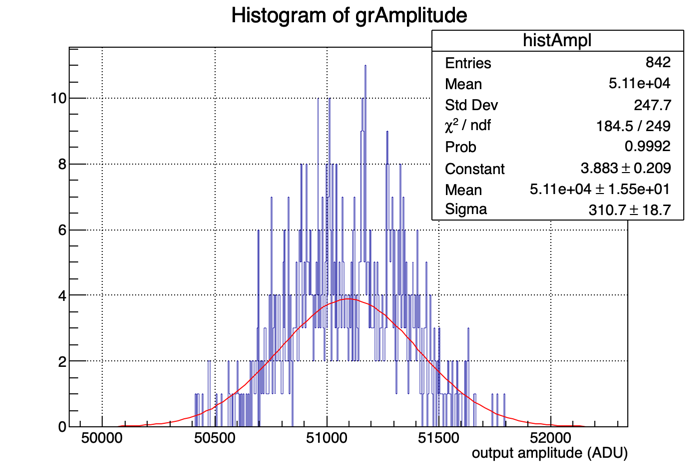 Histogram of grAmplitude
histAmpl
Entries 842
Mean 5.11e+04
Std Dev 247.7
χ² / ndf 184.5 / 249
Prob 0.9992
Constant 3.883 ± 0.209
Mean 5.11e+04 ± 1.55e+01
Sigma 310.7 ± 18.7
10
8
6
4
2
0
50000 50500 51000 51500 52000
output amplitude (ADU)